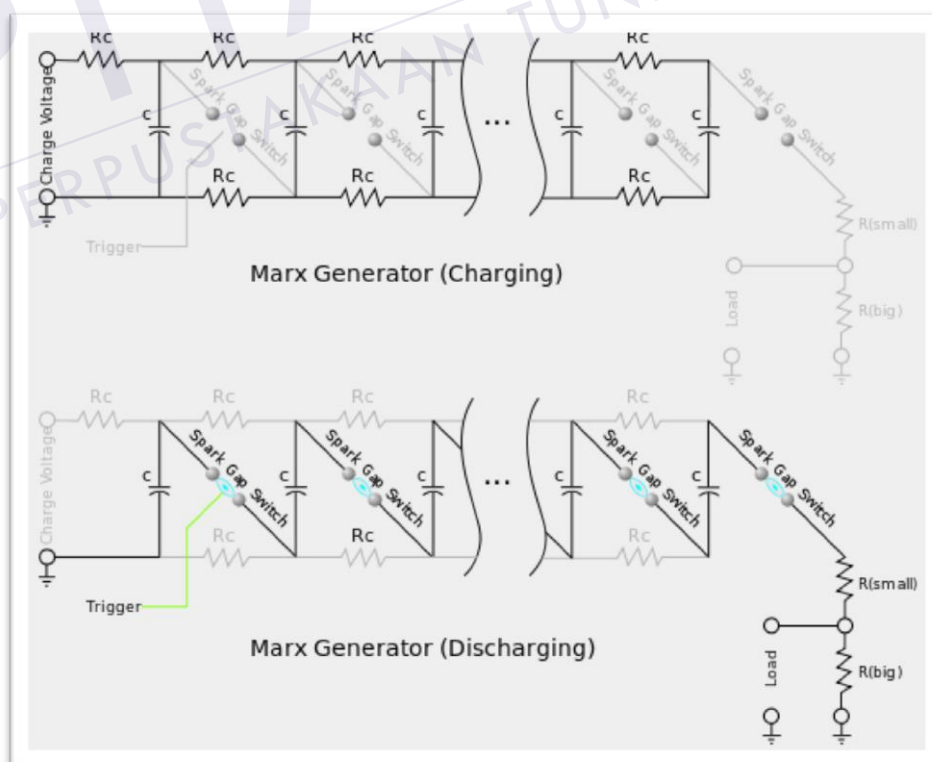 PERPUSTAKAAN TUN
Rc Rc Rc Rc
Charge Voltage
C C C C C
Spark Gap Switch
Spark Gap Switch
Spark Gap Switch
Spark Gap Switch
...
Rc Rc Rc
Trigger
R(small)
Load
R(big)
Marx Generator (Charging)
Rc Rc Rc Rc
Charge Voltage
C C C C C
Spark Gap Switch
Spark Gap Switch
Spark Gap Switch
Spark Gap Switch
...
Rc Rc Rc
Trigger
R(small)
Load
R(big)
Marx Generator (Discharging)